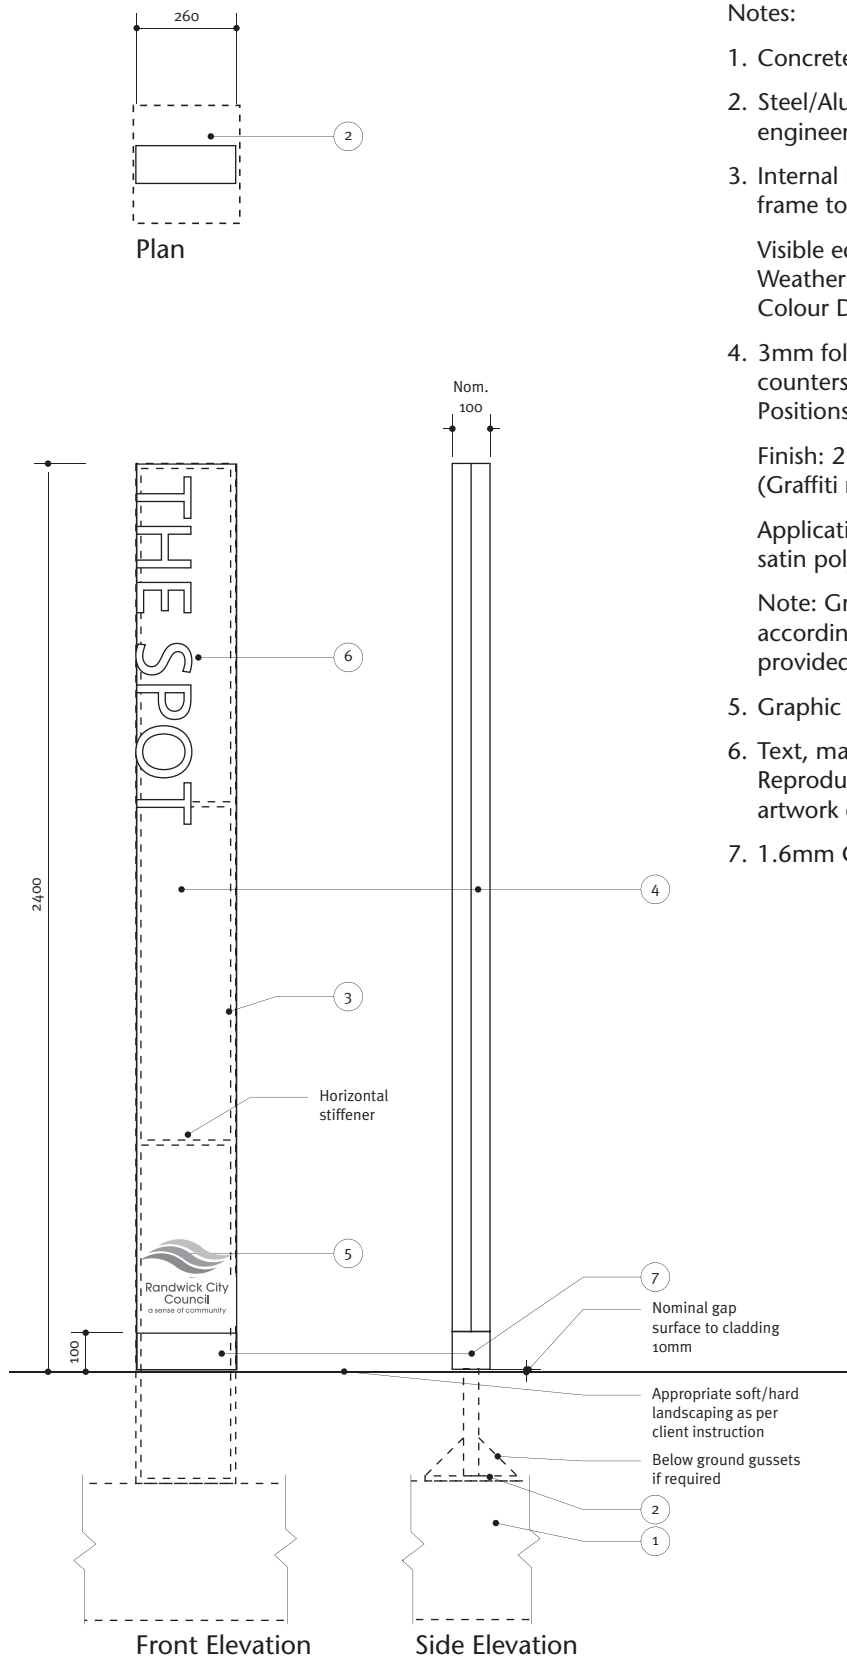 260
2
Plan
Nom.
100
THE SPOT
6
2400
4
3
Horizontal
stiffener
5
Randwick City
Council
a sense of community
100
7
Nominal gap
surface to cladding
10mm
Appropriate soft/hard
landscaping as per
client instruction
Below ground gussets
if required
2
1
Front Elevation
Side Elevation
Notes:
1. Concrete
2. Steel/Alu
engineer
3. Internal
frame to
Visible e
Weather
Colour D
4. 3mm fol
counters
Positions
Finish: 2
(Graffiti
Applicati
satin pol
Note: Gr
accordin
provided
5. Graphic
6. Text, ma
Reprodu
artwork
7. 1.6mm